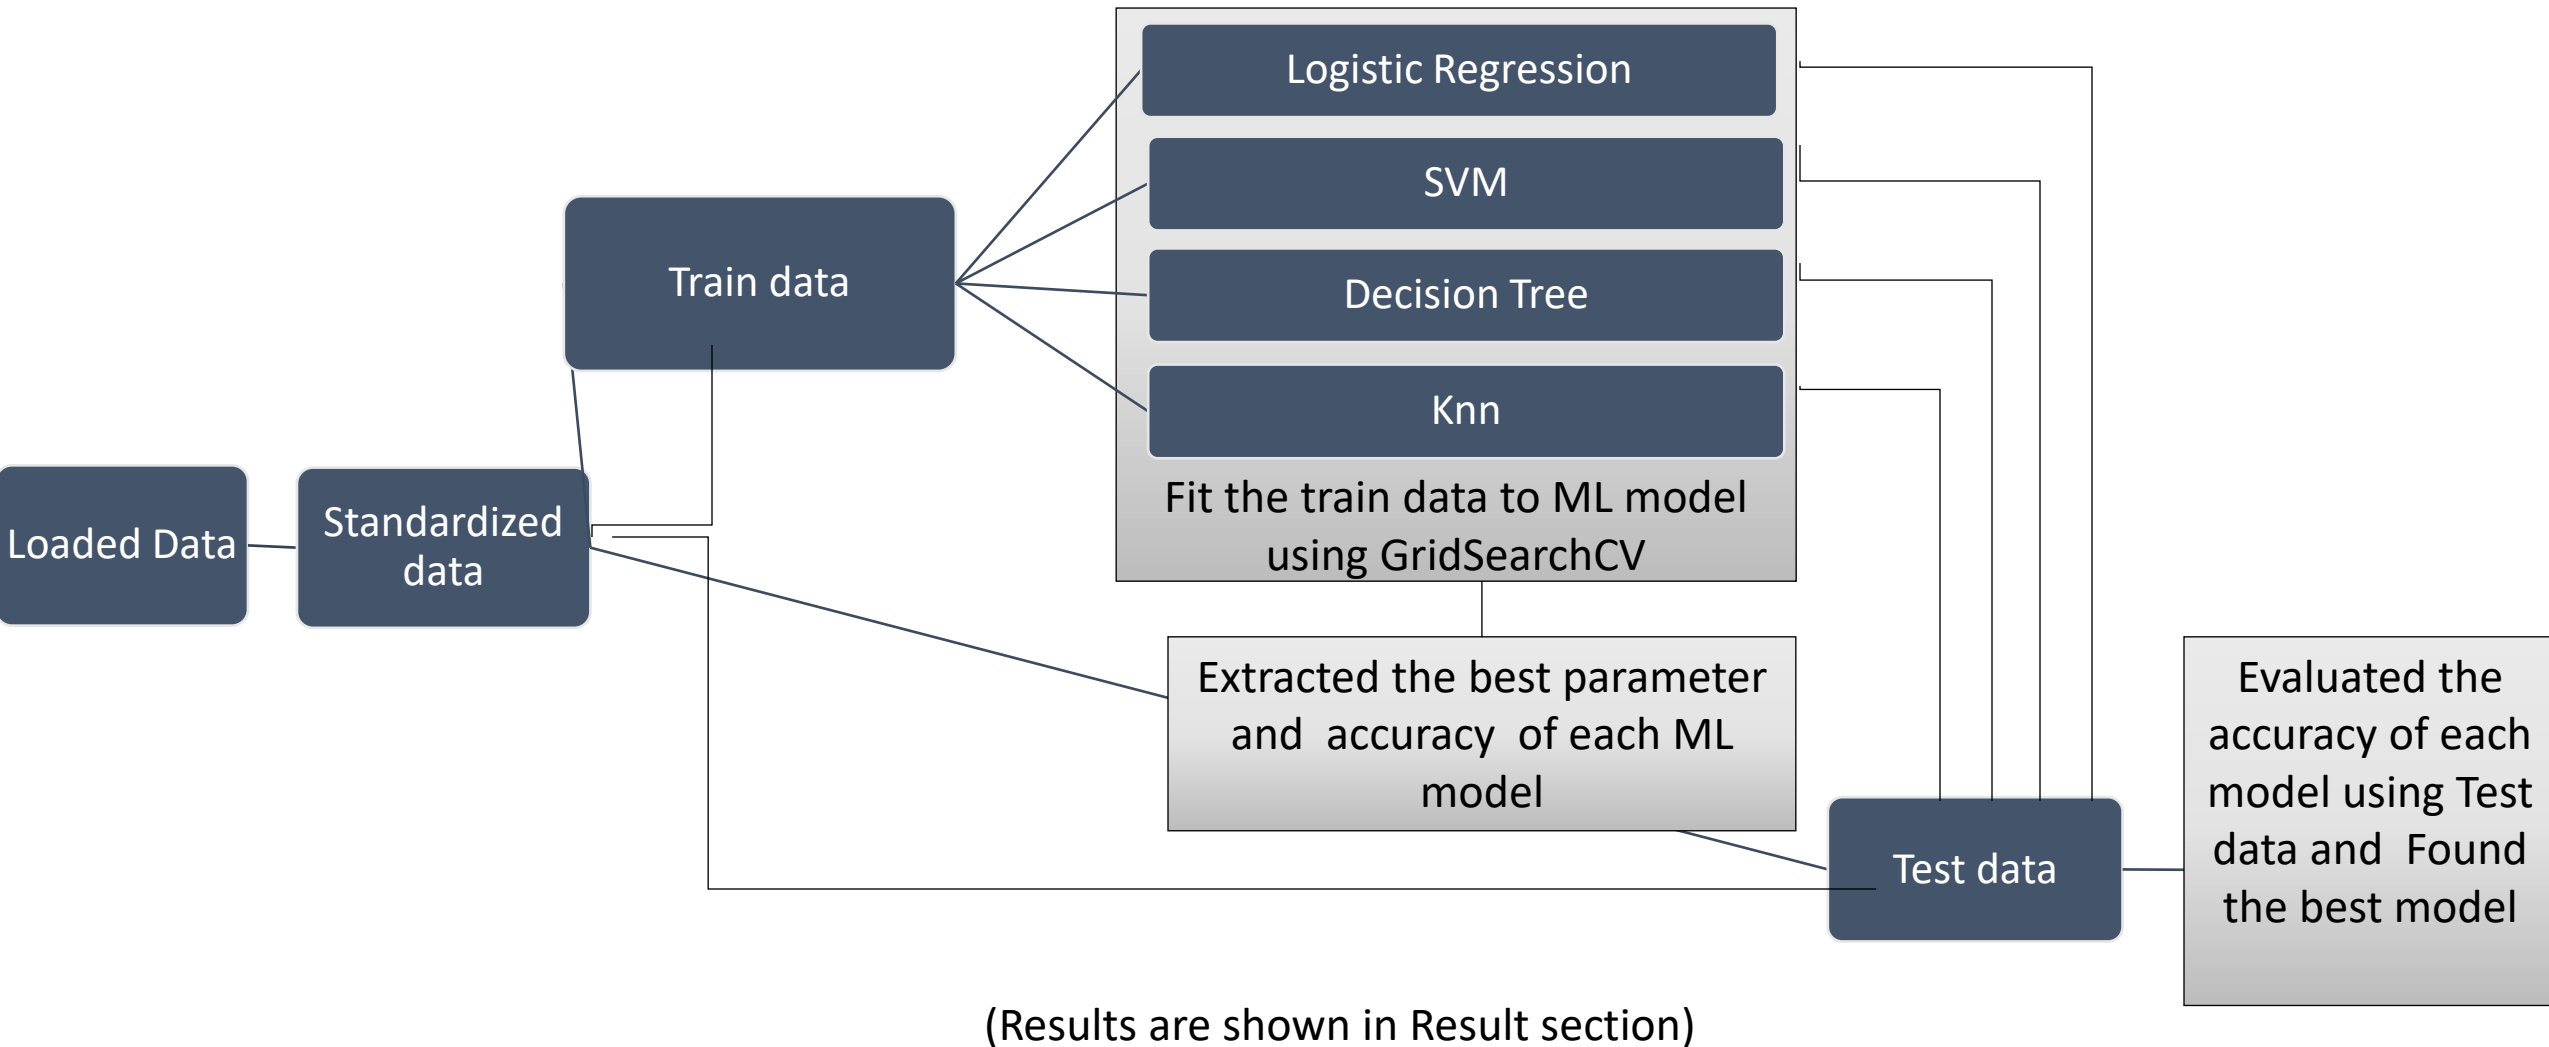 Logistic Regression
SVM
Train data
Decision Tree
Knn
Fit the train data to ML model
using GridSearchCV
Loaded Data
Standardized
data
Extracted the best parameter
and  accuracy  of each ML
model
Test data
Evaluated the
accuracy of each
model using Test
data and  Found
the best model
(Results are shown in Result section)